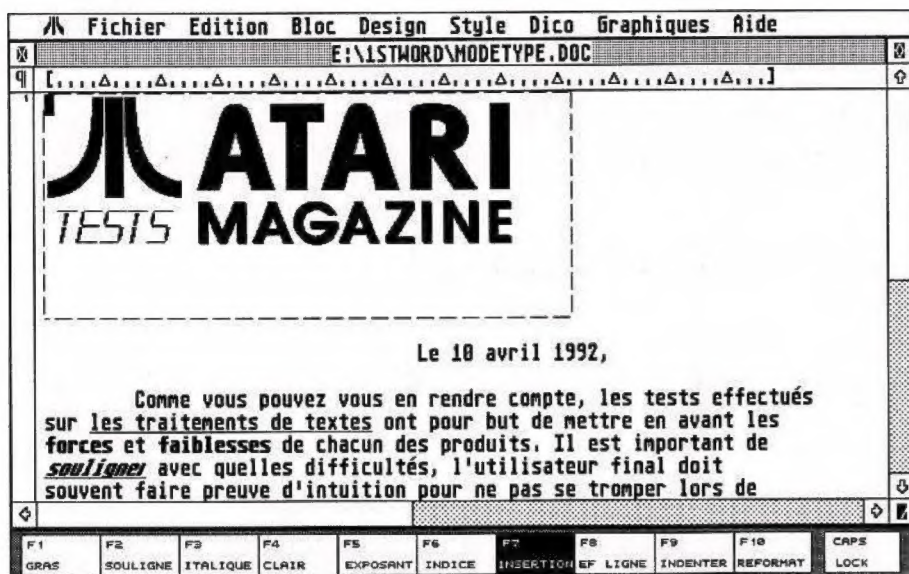 Fichier Edition Bloc Design Style Dico Graphiques Aide
E:\1STWORD\MODETYPE.DOC
ATARI
TESTS MAGAZINE
Le 10 avril 1992,
Comme vous pouvez vous en rendre compte, les tests effectués
sur les traitements de textes ont pour but de mettre en avant les
forces et faiblesses de chacun des produits. Il est important de
souligner avec quelles difficultés, l'utilisateur final doit
souvent faire preuve d'intuition pour ne pas se tromper lors de
F1 F2 F3 F4 F5 F6 F7 F8 F9 F10 CAPS
GRAS SOULIGNE ITALIQUE CLAIR EXPOSANT INDICE INSERTION EF LIGNE INDENTER REFORMAT LOCK